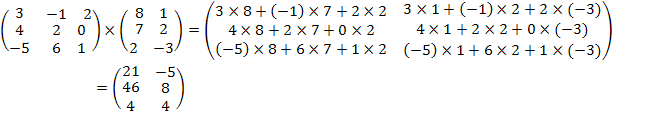 ( 3 −1 2 ) × ( 8 1 ) = ( 3 × 8 + (−1) × 7 + 2 × 2 3 × 1 + (−1) × 2 + 2 × (−3) )
( 4 2 0 ) ( 7 2 ) ( 4 × 8 + 2 × 7 + 0 × 2 4 × 1 + 2 × 2 + 0 × (−3) )
( −5 6 1 ) ( 2 −3 ) ( (−5) × 8 + 6 × 7 + 1 × 2 (−5) × 1 + 6 × 2 + 1 × (−3) )
( 21 −5 )
= ( 46 8 )
( 4 4 )